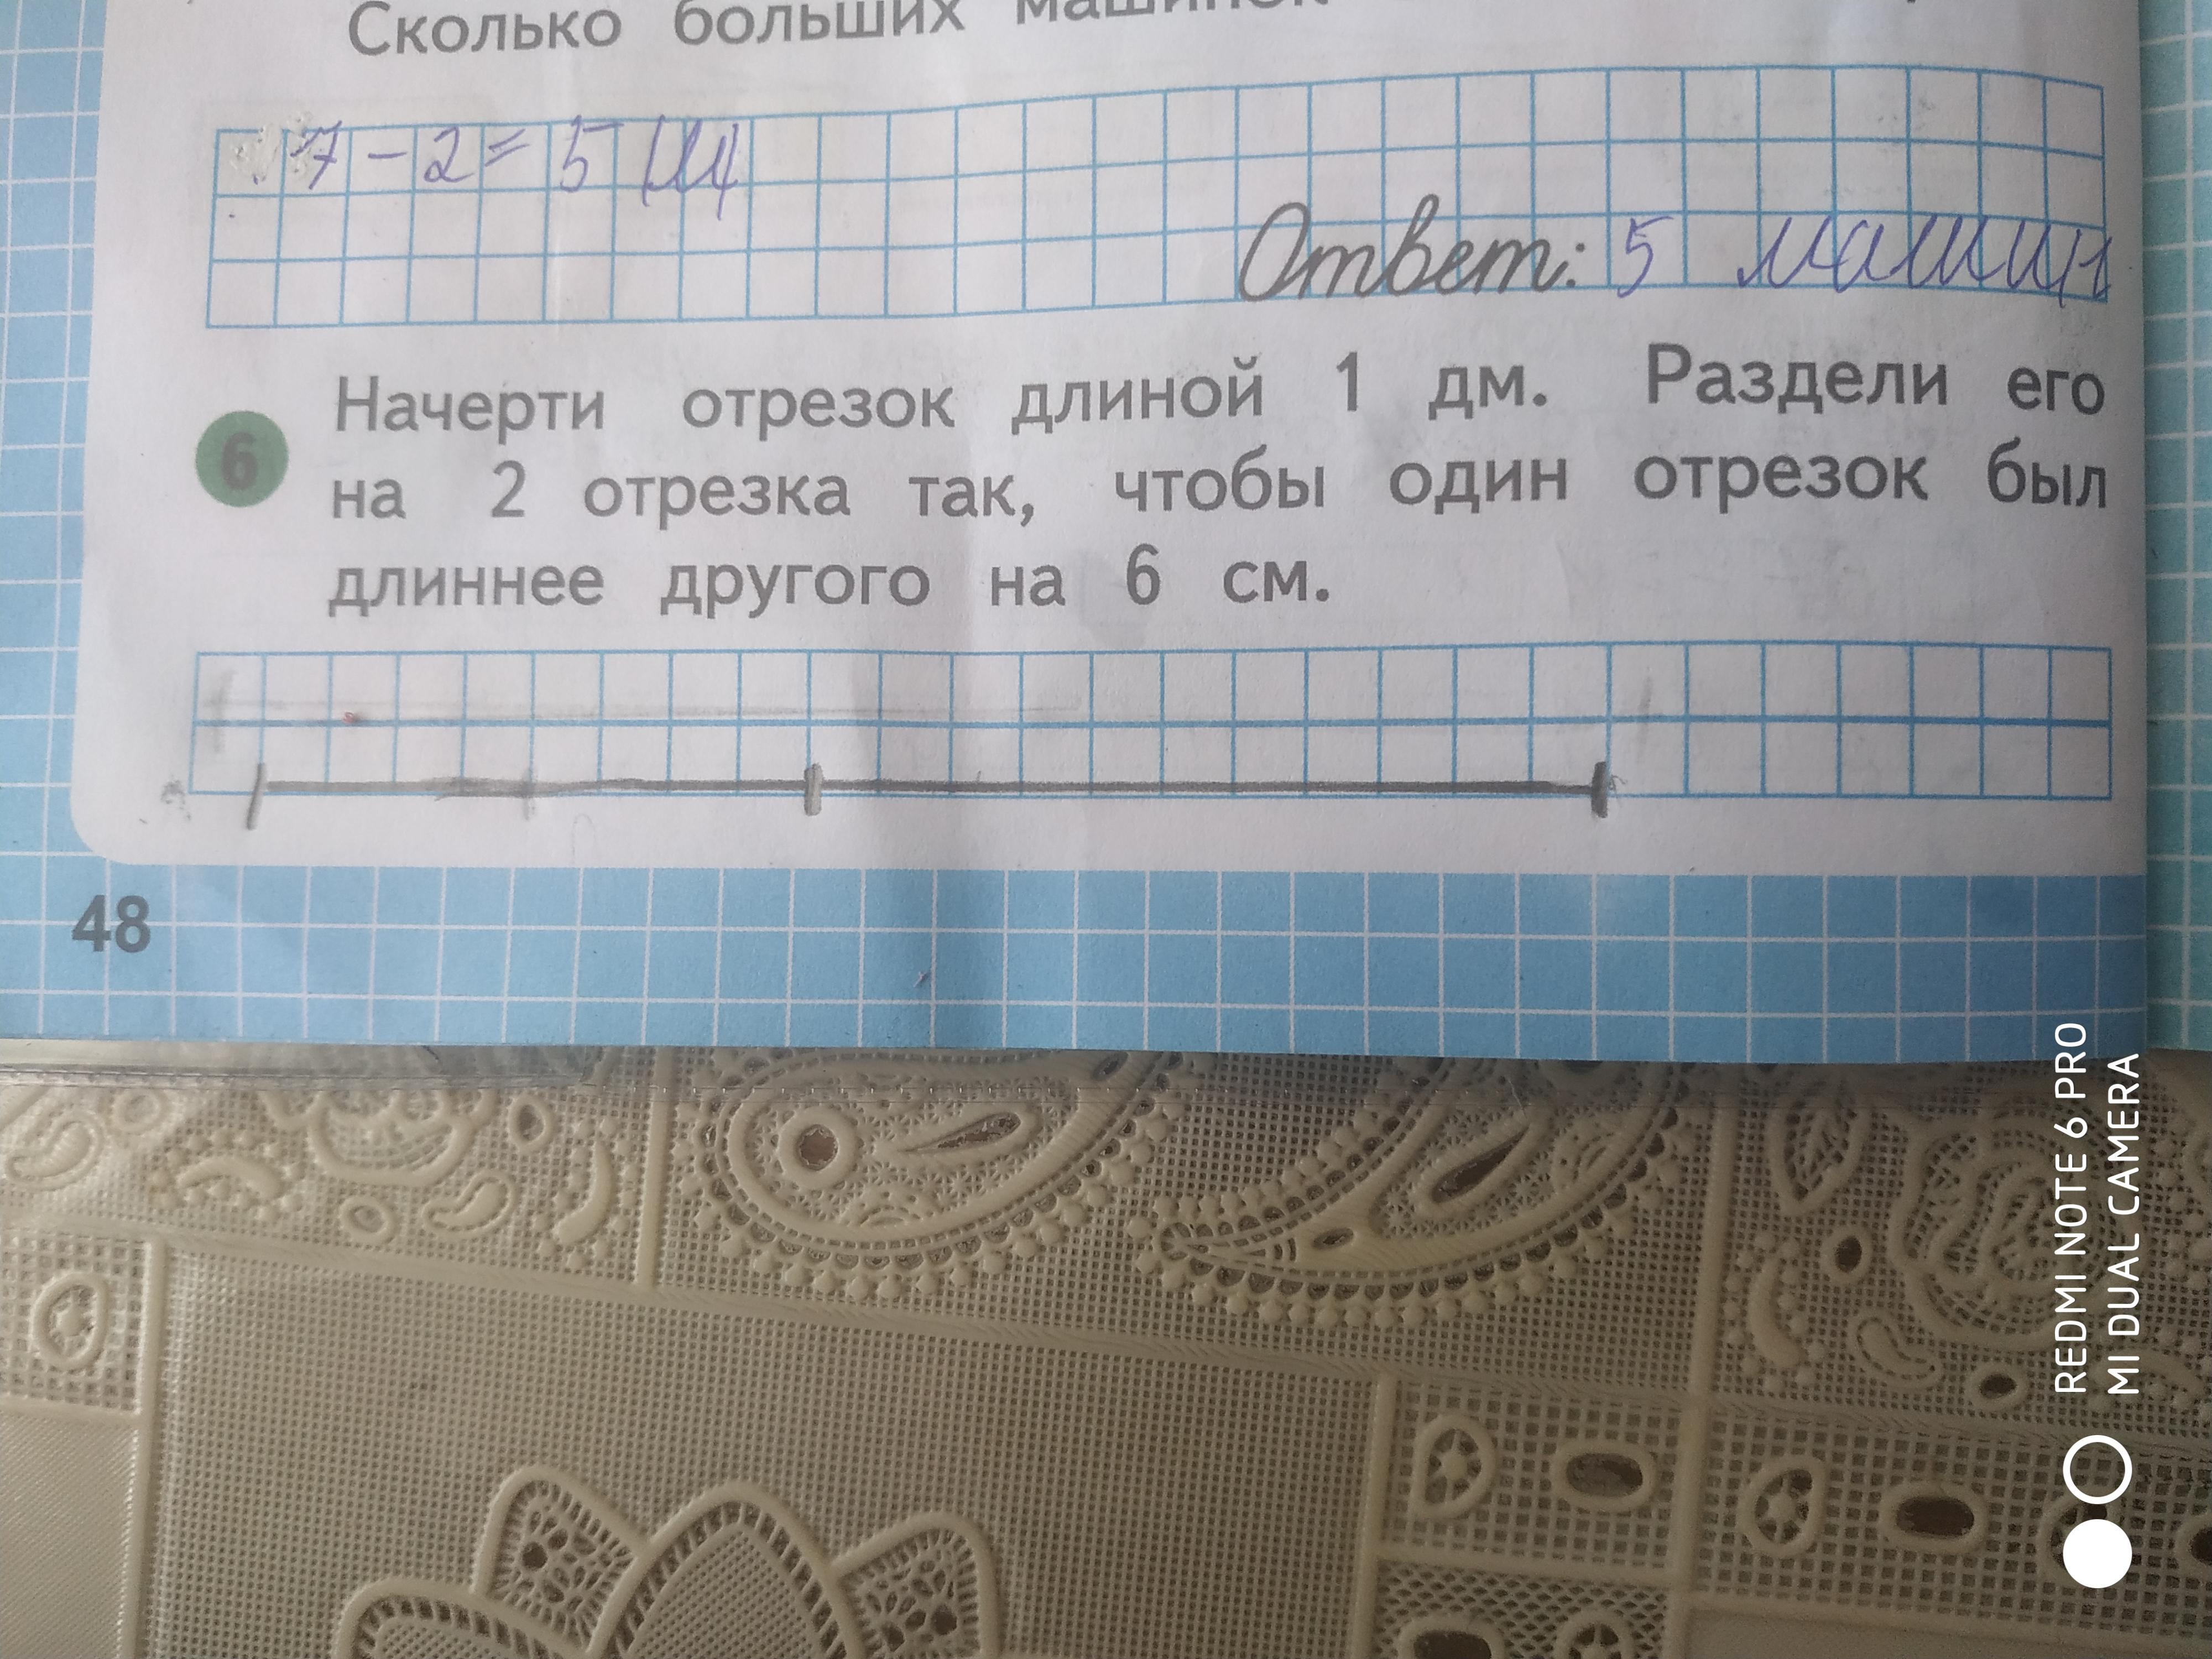 Сколько больших машинок
7 - 2 = 5 ш
Ответ: 5 машин
6 Начерти отрезок длиной 1 дм. Раздели его
на 2 отрезка так, чтобы один отрезок был
длиннее другого на 6 см.
48
REDMI NOTE 6 PRO
MI DUAL CAMERA